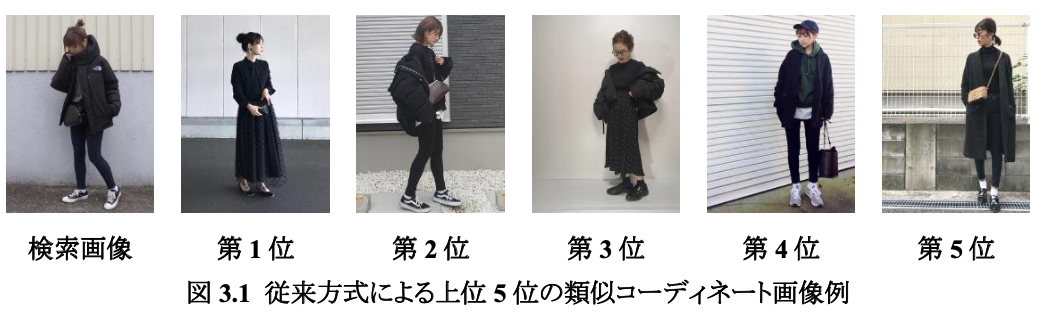 検索画像
第1位
第2位
第3位
第4位
第5位
図 3.1 従来方式による上位5位の類似コーディネート画像例